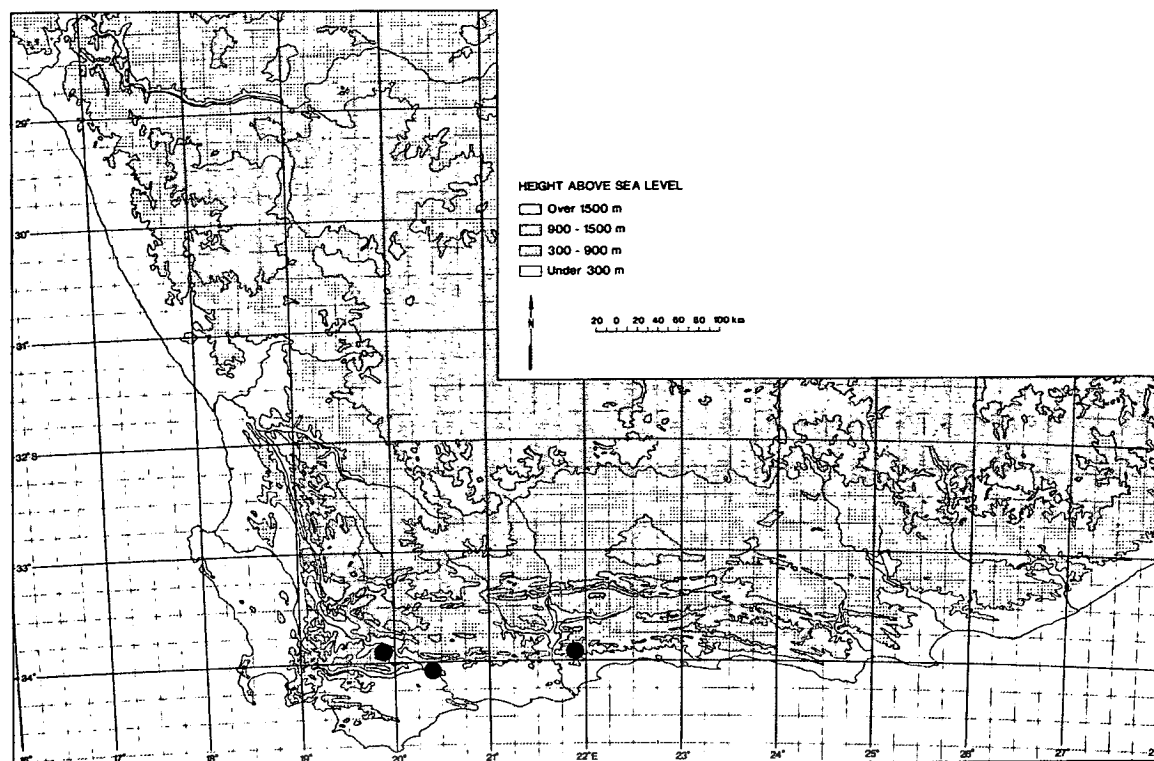 29°
30°
31°
32°S
33°
34°
HEIGHT ABOVE SEA LEVEL
Over 1500 m
900 - 1500 m
300 - 900 m
Under 300 m
N
20 0 20 40 60 80 100 km
16° 17° 18° 19° 20° 21° 22°E 23° 24° 25° 26° 27°